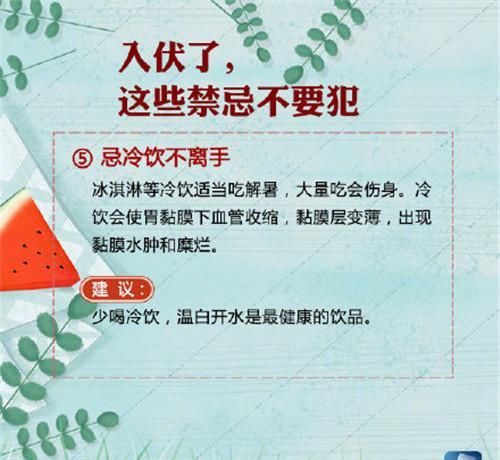 入伏了，
这些禁忌不要犯
⑤ 忌冷饮不离手
冰淇淋等冷饮适当吃解暑，大量吃会伤身。冷
饮会使胃黏膜下血管收缩，黏膜层变薄，出现
黏膜水肿和糜烂。
建议：
少喝冷饮，温白开水是最健康的饮品。